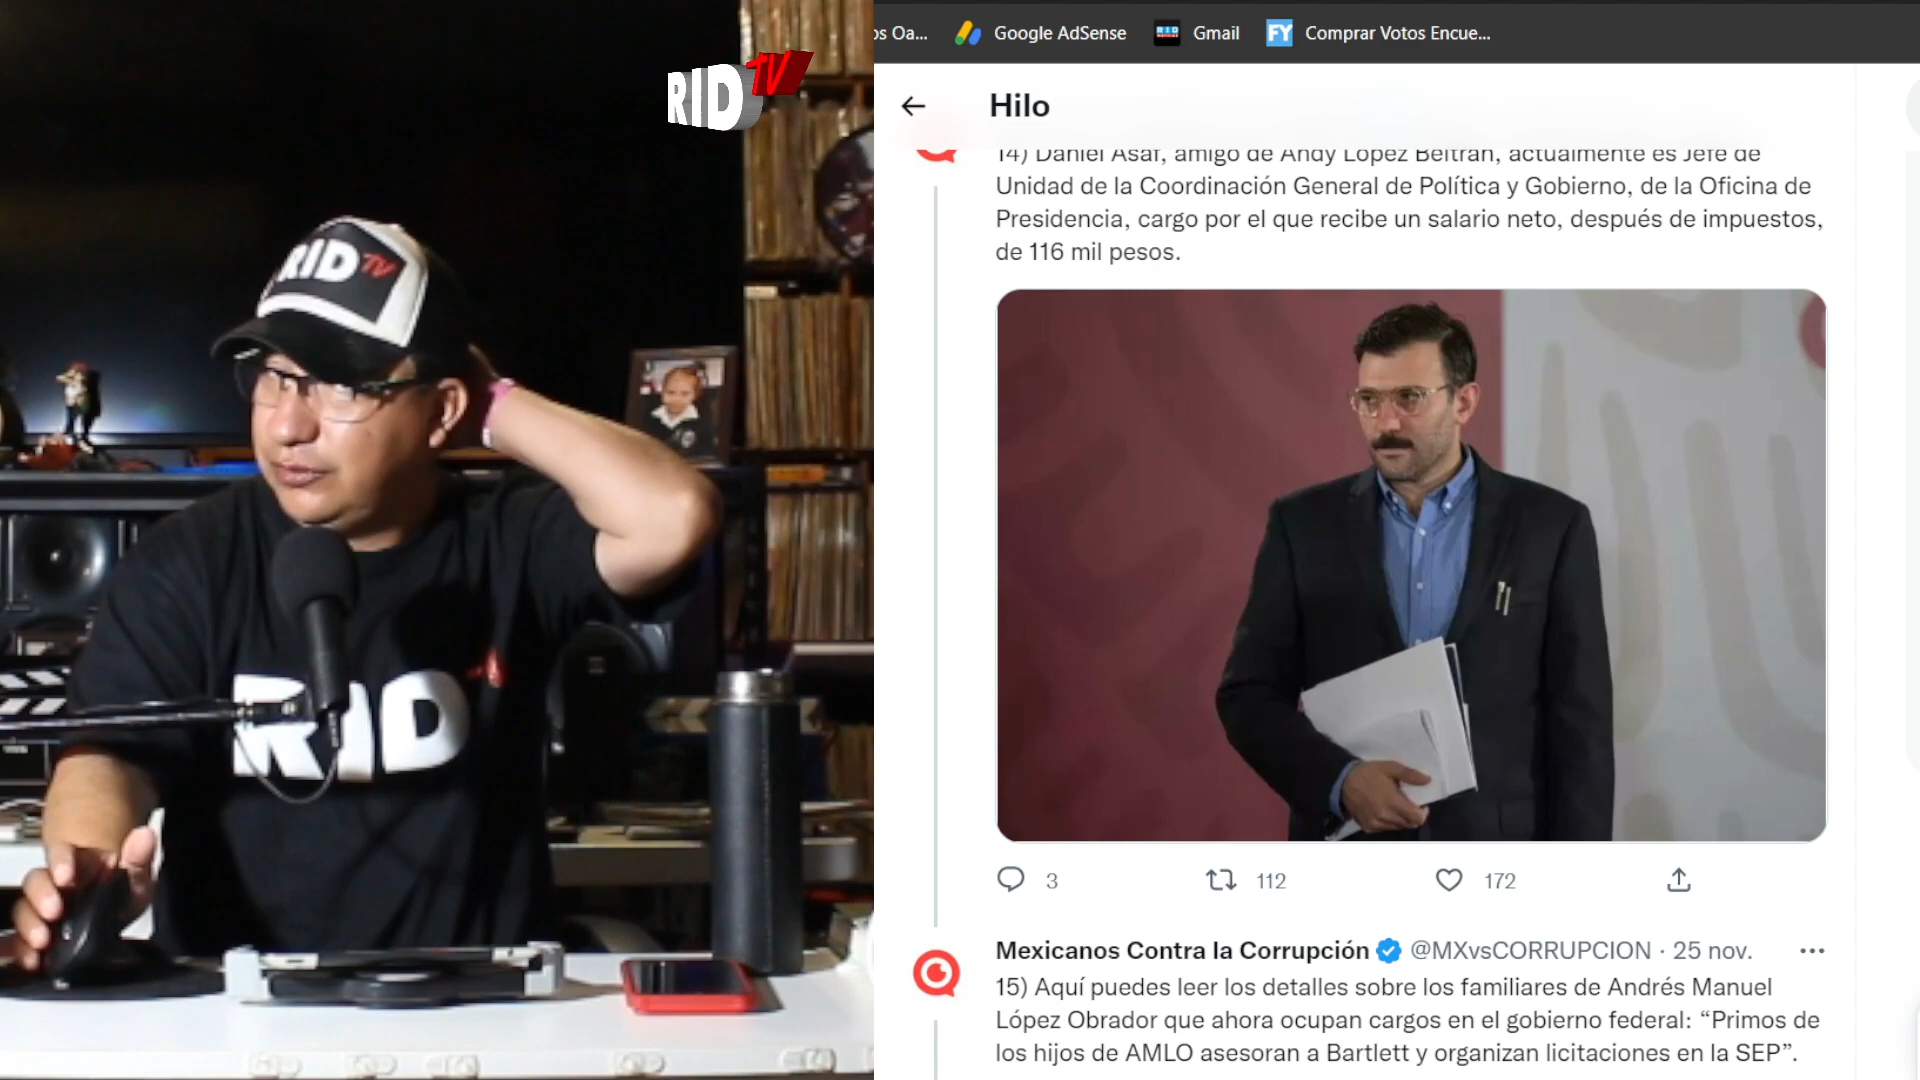 RID TV
RID TV
RID
os Oa...
Google AdSense
Gmail
FY
Comprar Votos Encue...
Hilo
14) Daniel Asaf, amigo de Andy López Beltrán, actualmente es Jefe de
Unidad de la Coordinación General de Política y Gobierno, de la Oficina de
Presidencia, cargo por el que recibe un salario neto, después de impuestos,
de 116 mil pesos.
3
112
172
Mexicanos Contra la Corrupción @MXvsCORRUPCION · 25 nov.
15) Aquí puedes leer los detalles sobre los familiares de Andrés Manuel
López Obrador que ahora ocupan cargos en el gobierno federal: “Primos de
los hijos de AMLO asesoran a Bartlett y organizan licitaciones en la SEP”.